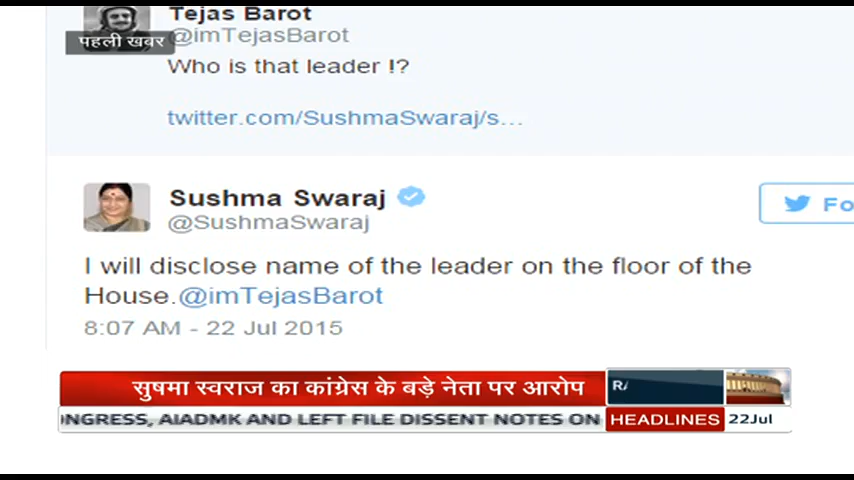 Tejas Barot
पहली खबर
@imTejasBarot
Who is that leader !?
twitter.com/SushmaSwaraj/s...
Sushma Swaraj
@SushmaSwaraj
Fo
I will disclose name of the leader on the floor of the
House.@imTejasBarot
8:07 AM - 22 Jul 2015
सुषमा स्वराज का कांग्रेस के बड़े नेता पर आरोप
R/
ONGRESS, AIADMK AND LEFT FILE DISSENT NOTES ON
HEADLINES
22Jul